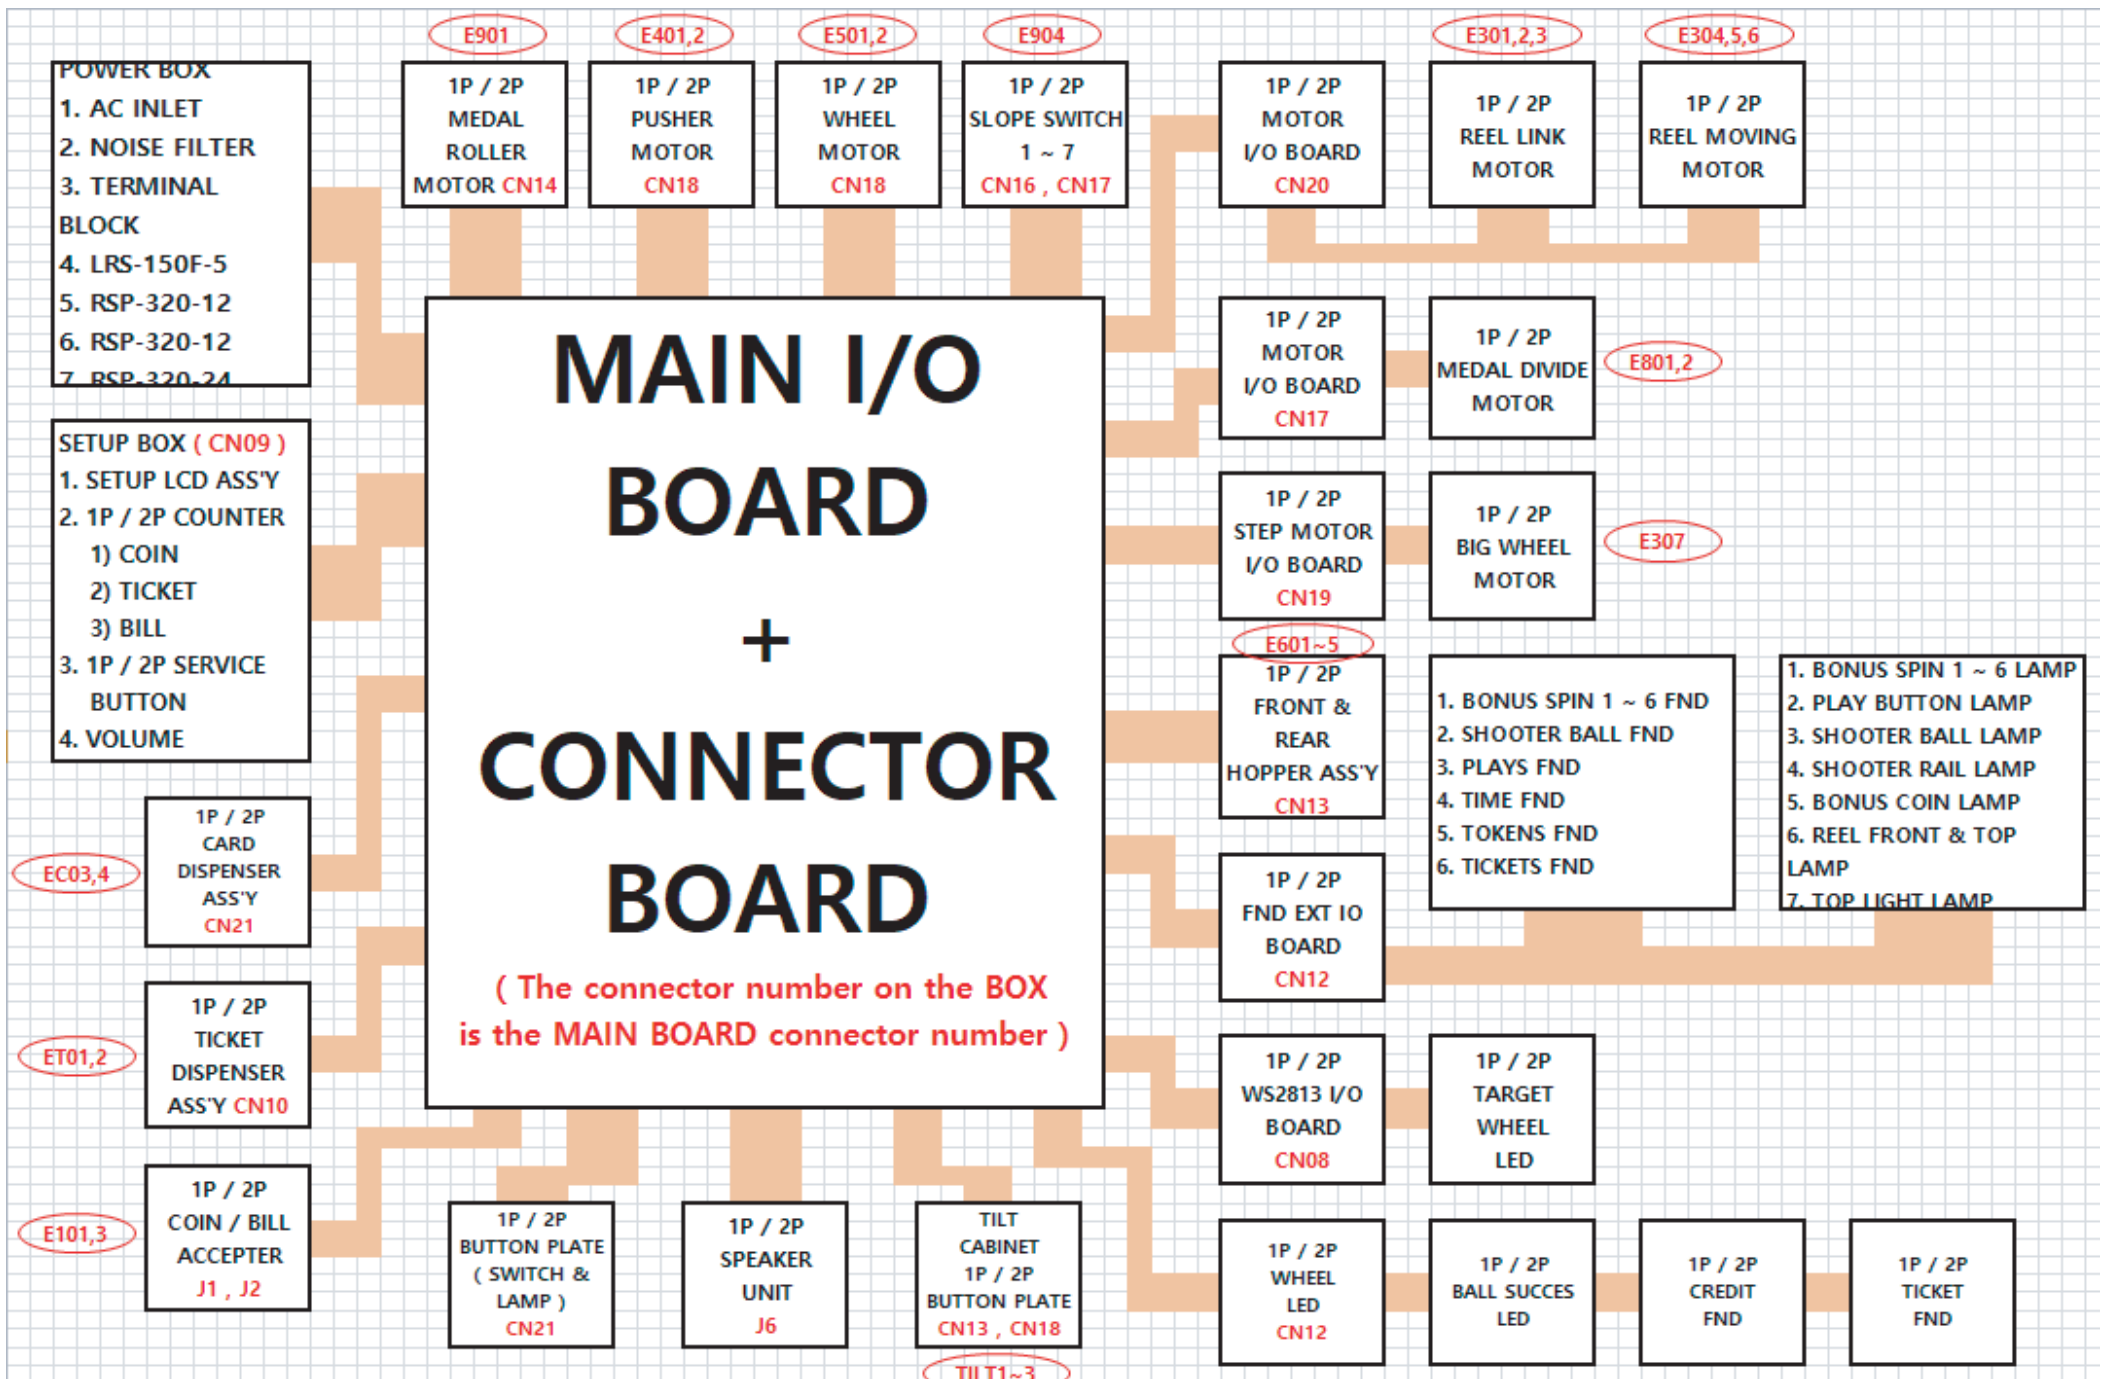 E901
E401,2
E501,2
E904
E301,2,3
E304,5,6
POWER BOX
1. AC INLET
2. NOISE FILTER
3. TERMINAL
BLOCK
4. LRS-150F-5
5. RSP-320-12
6. RSP-320-12
7. RSP-320-24
1P / 2P
MEDAL
ROLLER
MOTOR CN14
1P / 2P
PUSHER
MOTOR
CN18
1P / 2P
WHEEL
MOTOR
CN18
1P / 2P
SLOPE SWITCH
1 ~ 7
CN16 , CN17
1P / 2P
MOTOR
I/O BOARD
CN20
1P / 2P
REEL LINK
MOTOR
1P / 2P
REEL MOVING
MOTOR
MAIN I/O
BOARD
+
CONNECTOR
BOARD
( The connector number on the BOX
is the MAIN BOARD connector number )
1P / 2P
MOTOR
I/O BOARD
CN17
1P / 2P
MEDAL DIVIDE
MOTOR
E801,2
SETUP BOX ( CN09 )
1. SETUP LCD ASS'Y
2. 1P / 2P COUNTER
1) COIN
2) TICKET
3) BILL
3. 1P / 2P SERVICE
BUTTON
4. VOLUME
1P / 2P
STEP MOTOR
I/O BOARD
CN19
1P / 2P
BIG WHEEL
MOTOR
E307
E601~5
1P / 2P
FRONT &
REAR
HOPPER ASS'Y
CN13
1. BONUS SPIN 1 ~ 6 FND
2. SHOOTER BALL FND
3. PLAYS FND
4. TIME FND
5. TOKENS FND
6. TICKETS FND
1. BONUS SPIN 1 ~ 6 LAMP
2. PLAY BUTTON LAMP
3. SHOOTER BALL LAMP
4. SHOOTER RAIL LAMP
5. BONUS COIN LAMP
6. REEL FRONT & TOP
LAMP
7. TOP LIGHT LAMP
EC03,4
1P / 2P
CARD
DISPENSER
ASS'Y
CN21
1P / 2P
FND EXT IO
BOARD
CN12
ET01,2
1P / 2P
TICKET
DISPENSER
ASS'Y CN10
1P / 2P
WS2813 I/O
BOARD
CN08
1P / 2P
TARGET
WHEEL
LED
E101,3
1P / 2P
COIN / BILL
ACCEPTER
J1 , J2
1P / 2P
BUTTON PLATE
( SWITCH &
LAMP )
CN21
1P / 2P
SPEAKER
UNIT
J6
TILT
CABINET
1P / 2P
BUTTON PLATE
CN13 , CN18
TILT1~3
1P / 2P
WHEEL
LED
CN12
1P / 2P
BALL SUCCES
LED
1P / 2P
CREDIT
FND
1P / 2P
TICKET
FND